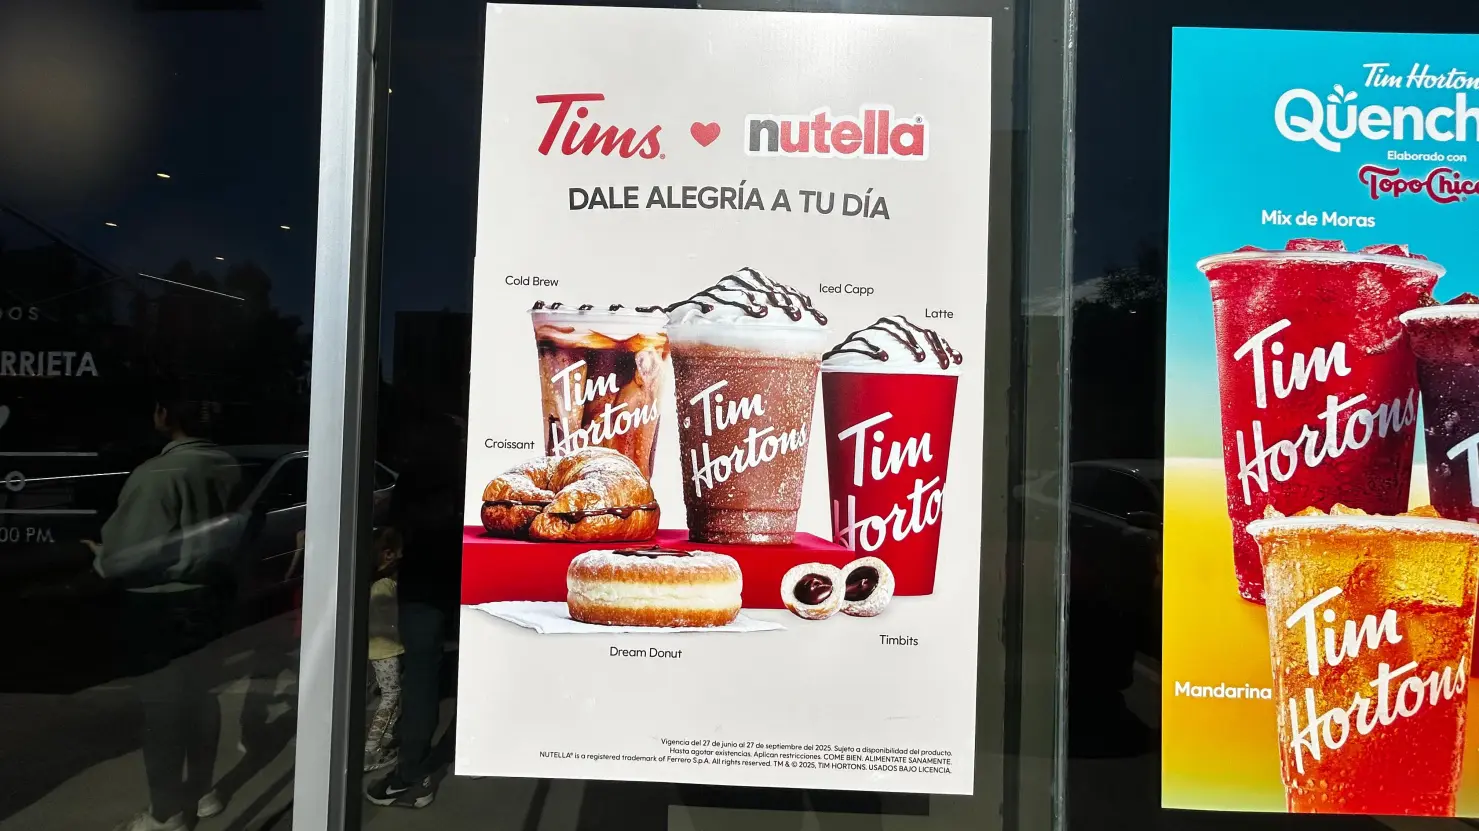 Tims® ♥ nutella®
DALE ALEGRÍA A TU DÍA
Cold Brew
Iced Capp
Latte
Tim
Hortons
Tim
Hortons
Tim
Horto
Croissant
Dream Donut
Timbits
Vigencia del 27 de junio al 27 de septiembre del 2025. Sujeto a disponibilidad del producto.
Hasta agotar existencias. Aplican restricciones. COME BIEN. ALIMENTATE SANAMENTE.
NUTELLA® is a registered trademark of Ferrero S.p.A. All rights reserved. TM & © 2025, TIM HORTONS. USADOS BAJO LICENCIA.
Tim Horton
Quench
Elaborado con
Topo Chico
Mix de Moras
Tim
Hortons
Mandarina
Tim
Hortons
OOS
RRIETA
00 PM